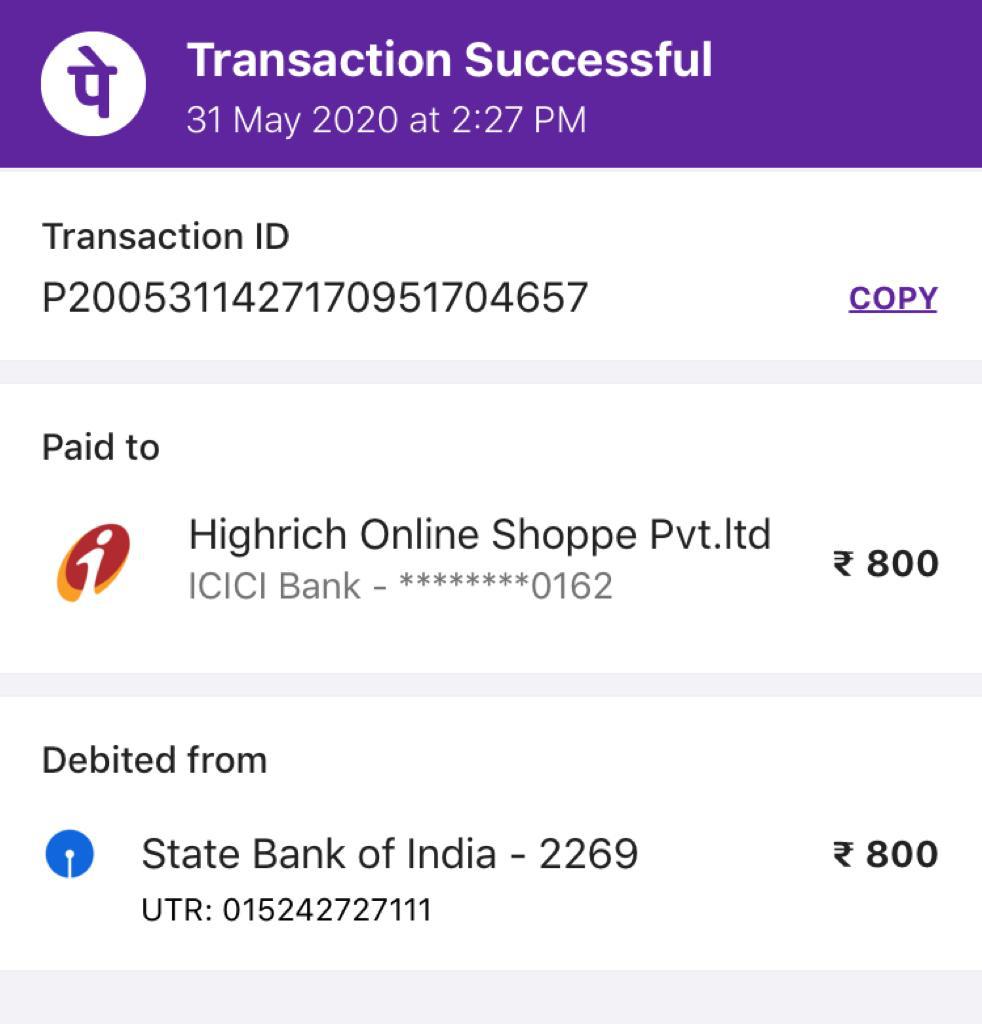 पे
Transaction Successful
31 May 2020 at 2:27 PM
Transaction ID
P2005311427170951704657
COPY
Paid to
Highrich Online Shoppe Pvt.ltd
ICICI Bank - ********0162
₹ 800
Debited from
State Bank of India - 2269
₹ 800
UTR: 015242727111